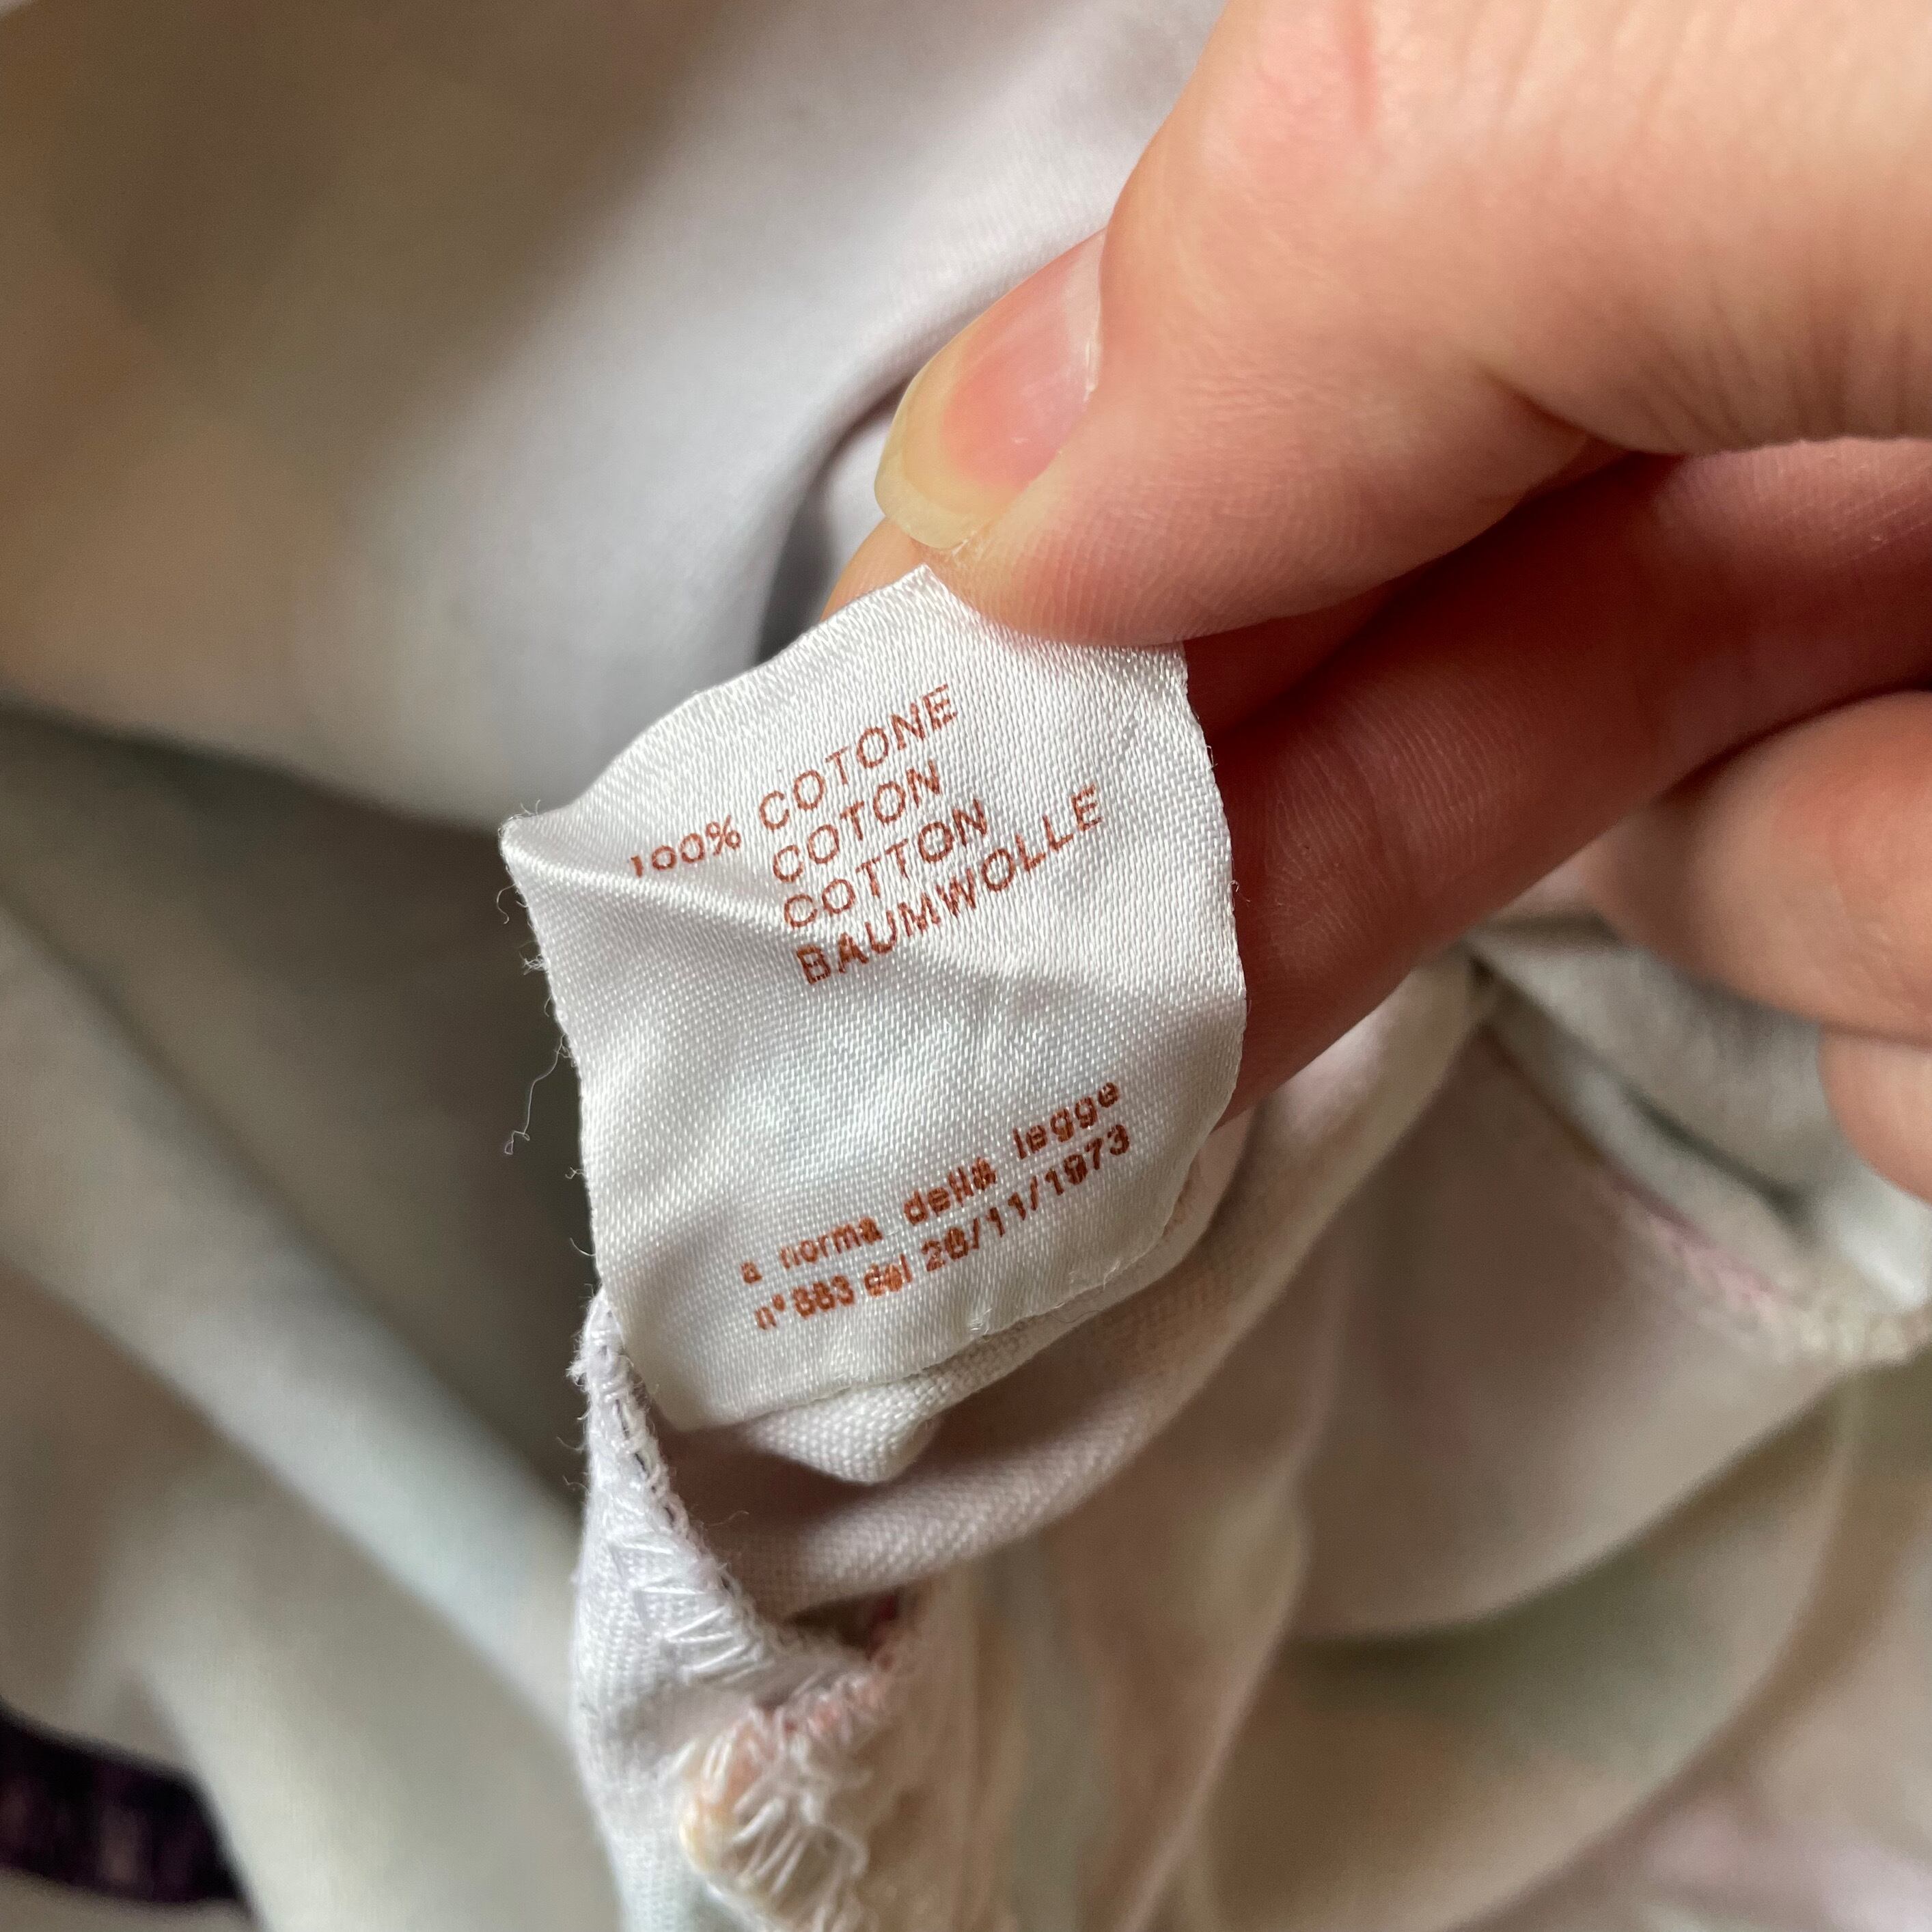 100% COTONE
COTON
COTTON
BAUMWOLLE
a norma della legge
n° 883 del 26/11/1973